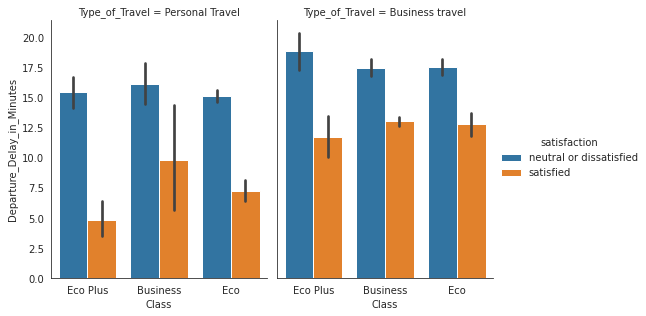 Type_of_Travel = Personal Travel
Type_of_Travel = Business travel
Departure_Delay_in_Minutes
20.0
17.5
15.0
12.5
10.0
7.5
5.0
2.5
0.0
Eco Plus
Business
Eco
Class
Eco Plus
Business
Eco
Class
satisfaction
neutral or dissatisfied
satisfied